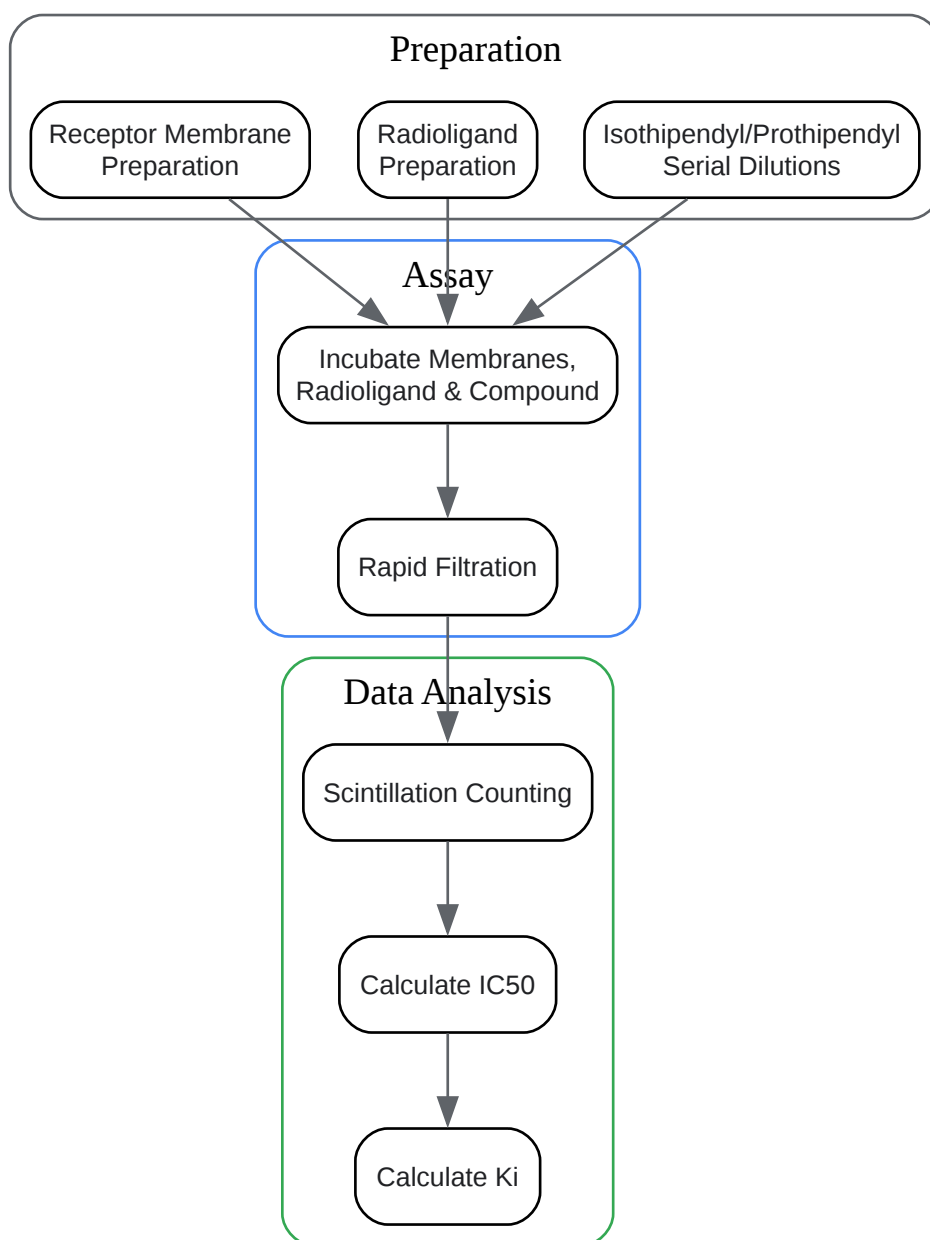 Preparation
Receptor Membrane
Preparation
Radioligand
Preparation
Isothipendyl/Prothipendyl
Serial Dilutions
Assay
Incubate Membranes,
Radioligand & Compound
Rapid Filtration
Data Analysis
Scintillation Counting
Calculate IC50
Calculate Ki